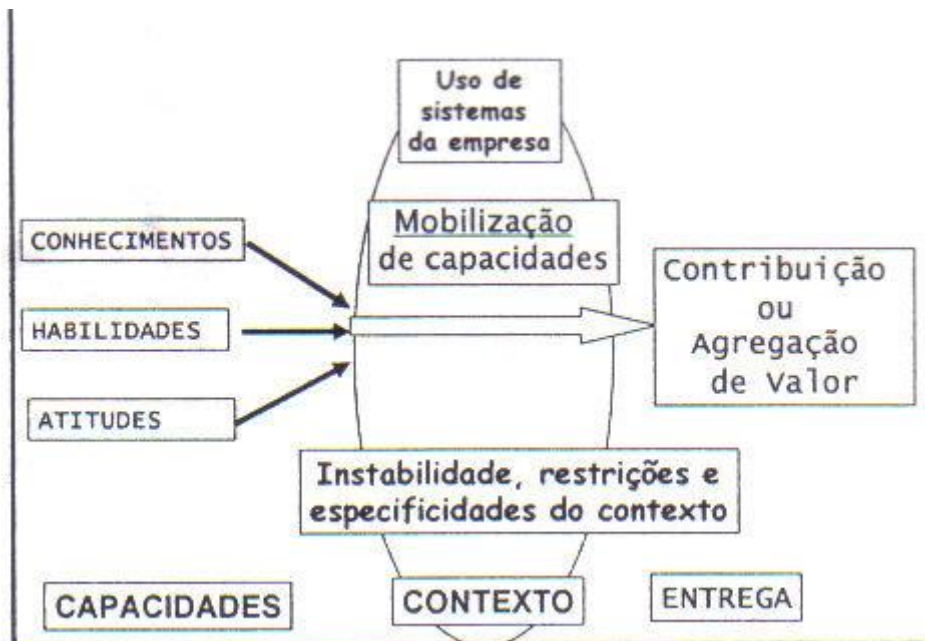 Uso de
sistemas
da empresa
Mobilização
de capacidades
CONHECIMENTOS
HABILIDADES
ATITUDES
Contribuição
ou
Agregação
de Valor
Instabilidade, restrições e
especificidades do contexto
CAPACIDADES
CONTEXTO
ENTREGA